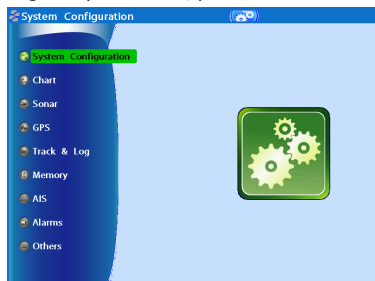 System Configuration
System Configuration
Chart
Sonar
GPS
Track & Log
Memory
AIS
Alarms
Others